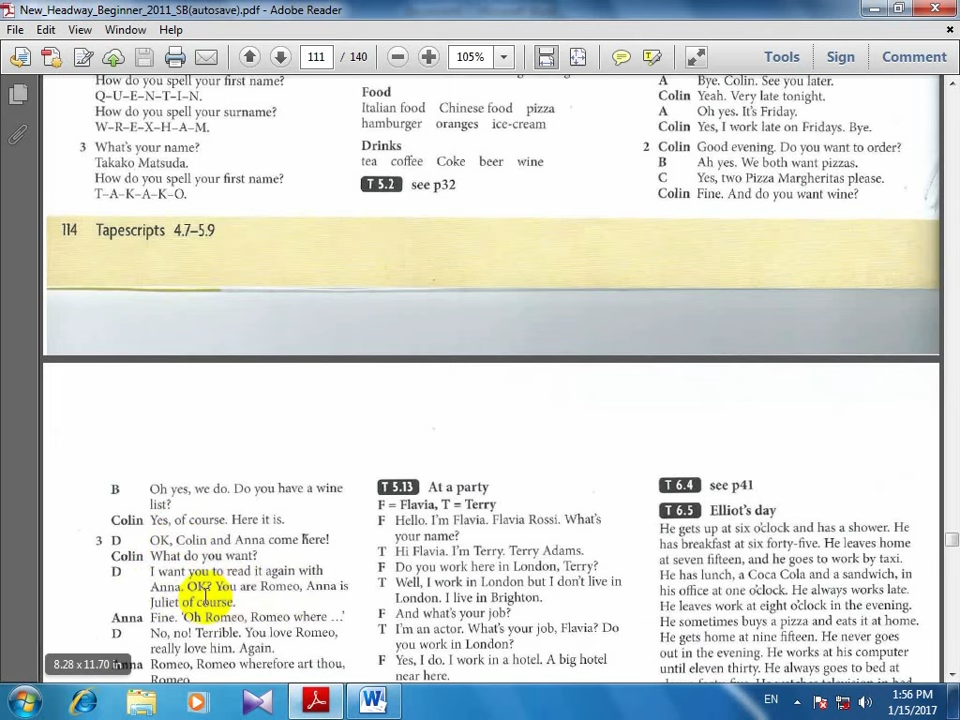 New_Headway_Beginner_2011_SB(autosave).pdf - Adobe Reader
File Edit View Window Help
111 / 140
105%
Tools Sign Comment
How do you spell your first name?
Q–U–E–N–T–I–N.
How do you spell your surname?
W–R–E–X–H–A–M.
3 What's your name?
Takako Matsuda.
How do you spell your first name?
T–A–K–A–K–O.
Food
Italian food Chinese food pizza
hamburger oranges ice-cream
Drinks
tea coffee Coke beer wine
T 5.2 see p32
A Bye. Colin. See you later.
Colin Yeah. Very late tonight.
A Oh yes. It's Friday.
Colin Yes, I work late on Fridays. Bye.
2 Colin Good evening. Do you want to order?
B Ah yes. We both want pizzas.
C Yes, two Pizza Margheritas please.
Colin Fine. And do you want wine?
114 Tapescripts 4.7–5.9
B Oh yes, we do. Do you have a wine
list?
Colin Yes, of course. Here it is.
3 D OK, Colin and Anna come here!
Colin What do you want?
D I want you to read it again with
Anna. OK? You are Romeo, Anna is
Juliet of course.
Anna Fine. 'Oh Romeo, Romeo where ...'
D No, no! Terrible. You love Romeo,
really love him. Again.
Anna Romeo, Romeo wherefore art thou,
Romeo
T 5.13 At a party
F = Flavia, T = Terry
F Hello. I'm Flavia. Flavia Rossi. What's
your name?
T Hi Flavia. I'm Terry. Terry Adams.
F Do you work here in London, Terry?
T Well, I work in London but I don't live in
London. I live in Brighton.
F And what's your job?
T I'm an actor. What's your job, Flavia? Do
you work in London?
F Yes, I do. I work in a hotel. A big hotel
near here.
T 6.4 see p41
T 6.5 Elliot's day
He gets up at six o'clock and has a shower. He
has breakfast at six forty-five. He leaves home
at seven fifteen, and he goes to work by taxi.
He has lunch, a Coca Cola and a sandwich, in
his office at one o'clock. He always works late.
He leaves work at eight o'clock in the evening.
He sometimes buys a pizza and eats it at home.
He gets home at nine fifteen. He never goes
out in the evening. He works at his computer
until eleven thirty. He always goes to bed at
8.28 x 11.70 in
EN
1:56 PM
1/15/2017